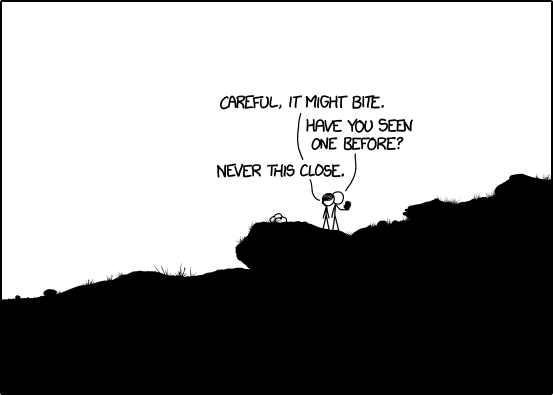 CAREFUL, IT MIGHT BITE.
HAVE YOU SEEN
ONE BEFORE?
NEVER THIS CLOSE.